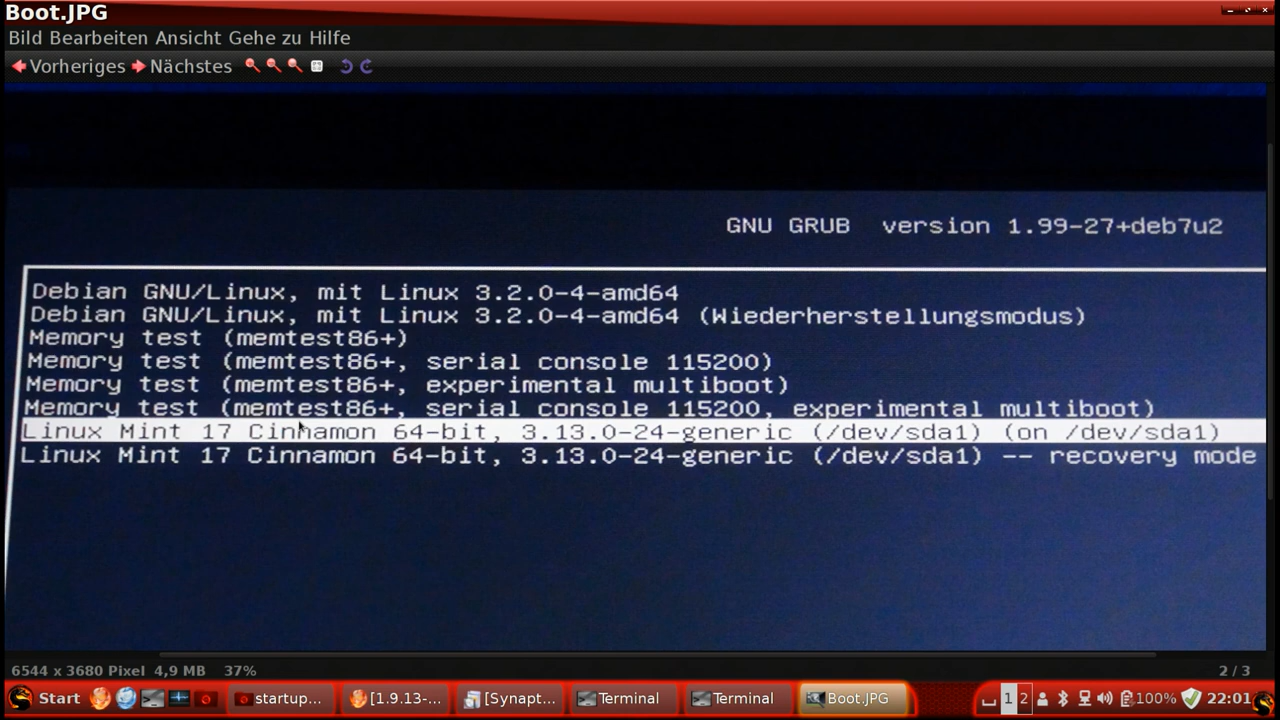 Boot.JPG
Bild Bearbeiten Ansicht Gehe zu Hilfe
Vorheriges Nächstes
GNU GRUB version 1.99-27+deb7u2
Debian GNU/Linux, mit Linux 3.2.0-4-amd64
Debian GNU/Linux, mit Linux 3.2.0-4-amd64 (Wiederherstellungsmodus)
Memory test (memtest86+)
Memory test (memtest86+, serial console 115200)
Memory test (memtest86+, experimental multiboot)
Memory test (memtest86+, serial console 115200, experimental multiboot)
Linux Mint 17 Cinnamon 64-bit, 3.13.0-24-generic (/dev/sda1) (on /dev/sda1)
Linux Mint 17 Cinnamon 64-bit, 3.13.0-24-generic (/dev/sda1) -- recovery mode
6544 x 3680 Pixel 4,9 MB 37% 2 / 3
Start startup... [1.9.13-... [Synapt... Terminal Terminal Boot.JPG 1 2 100% 22:01